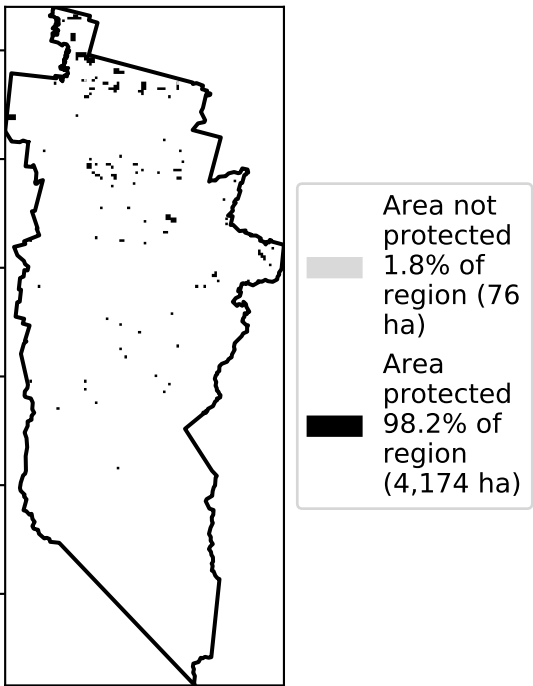 Area not
protected
1.8% of
region (76
ha)
Area
protected
98.2% of
region
(4,174 ha)